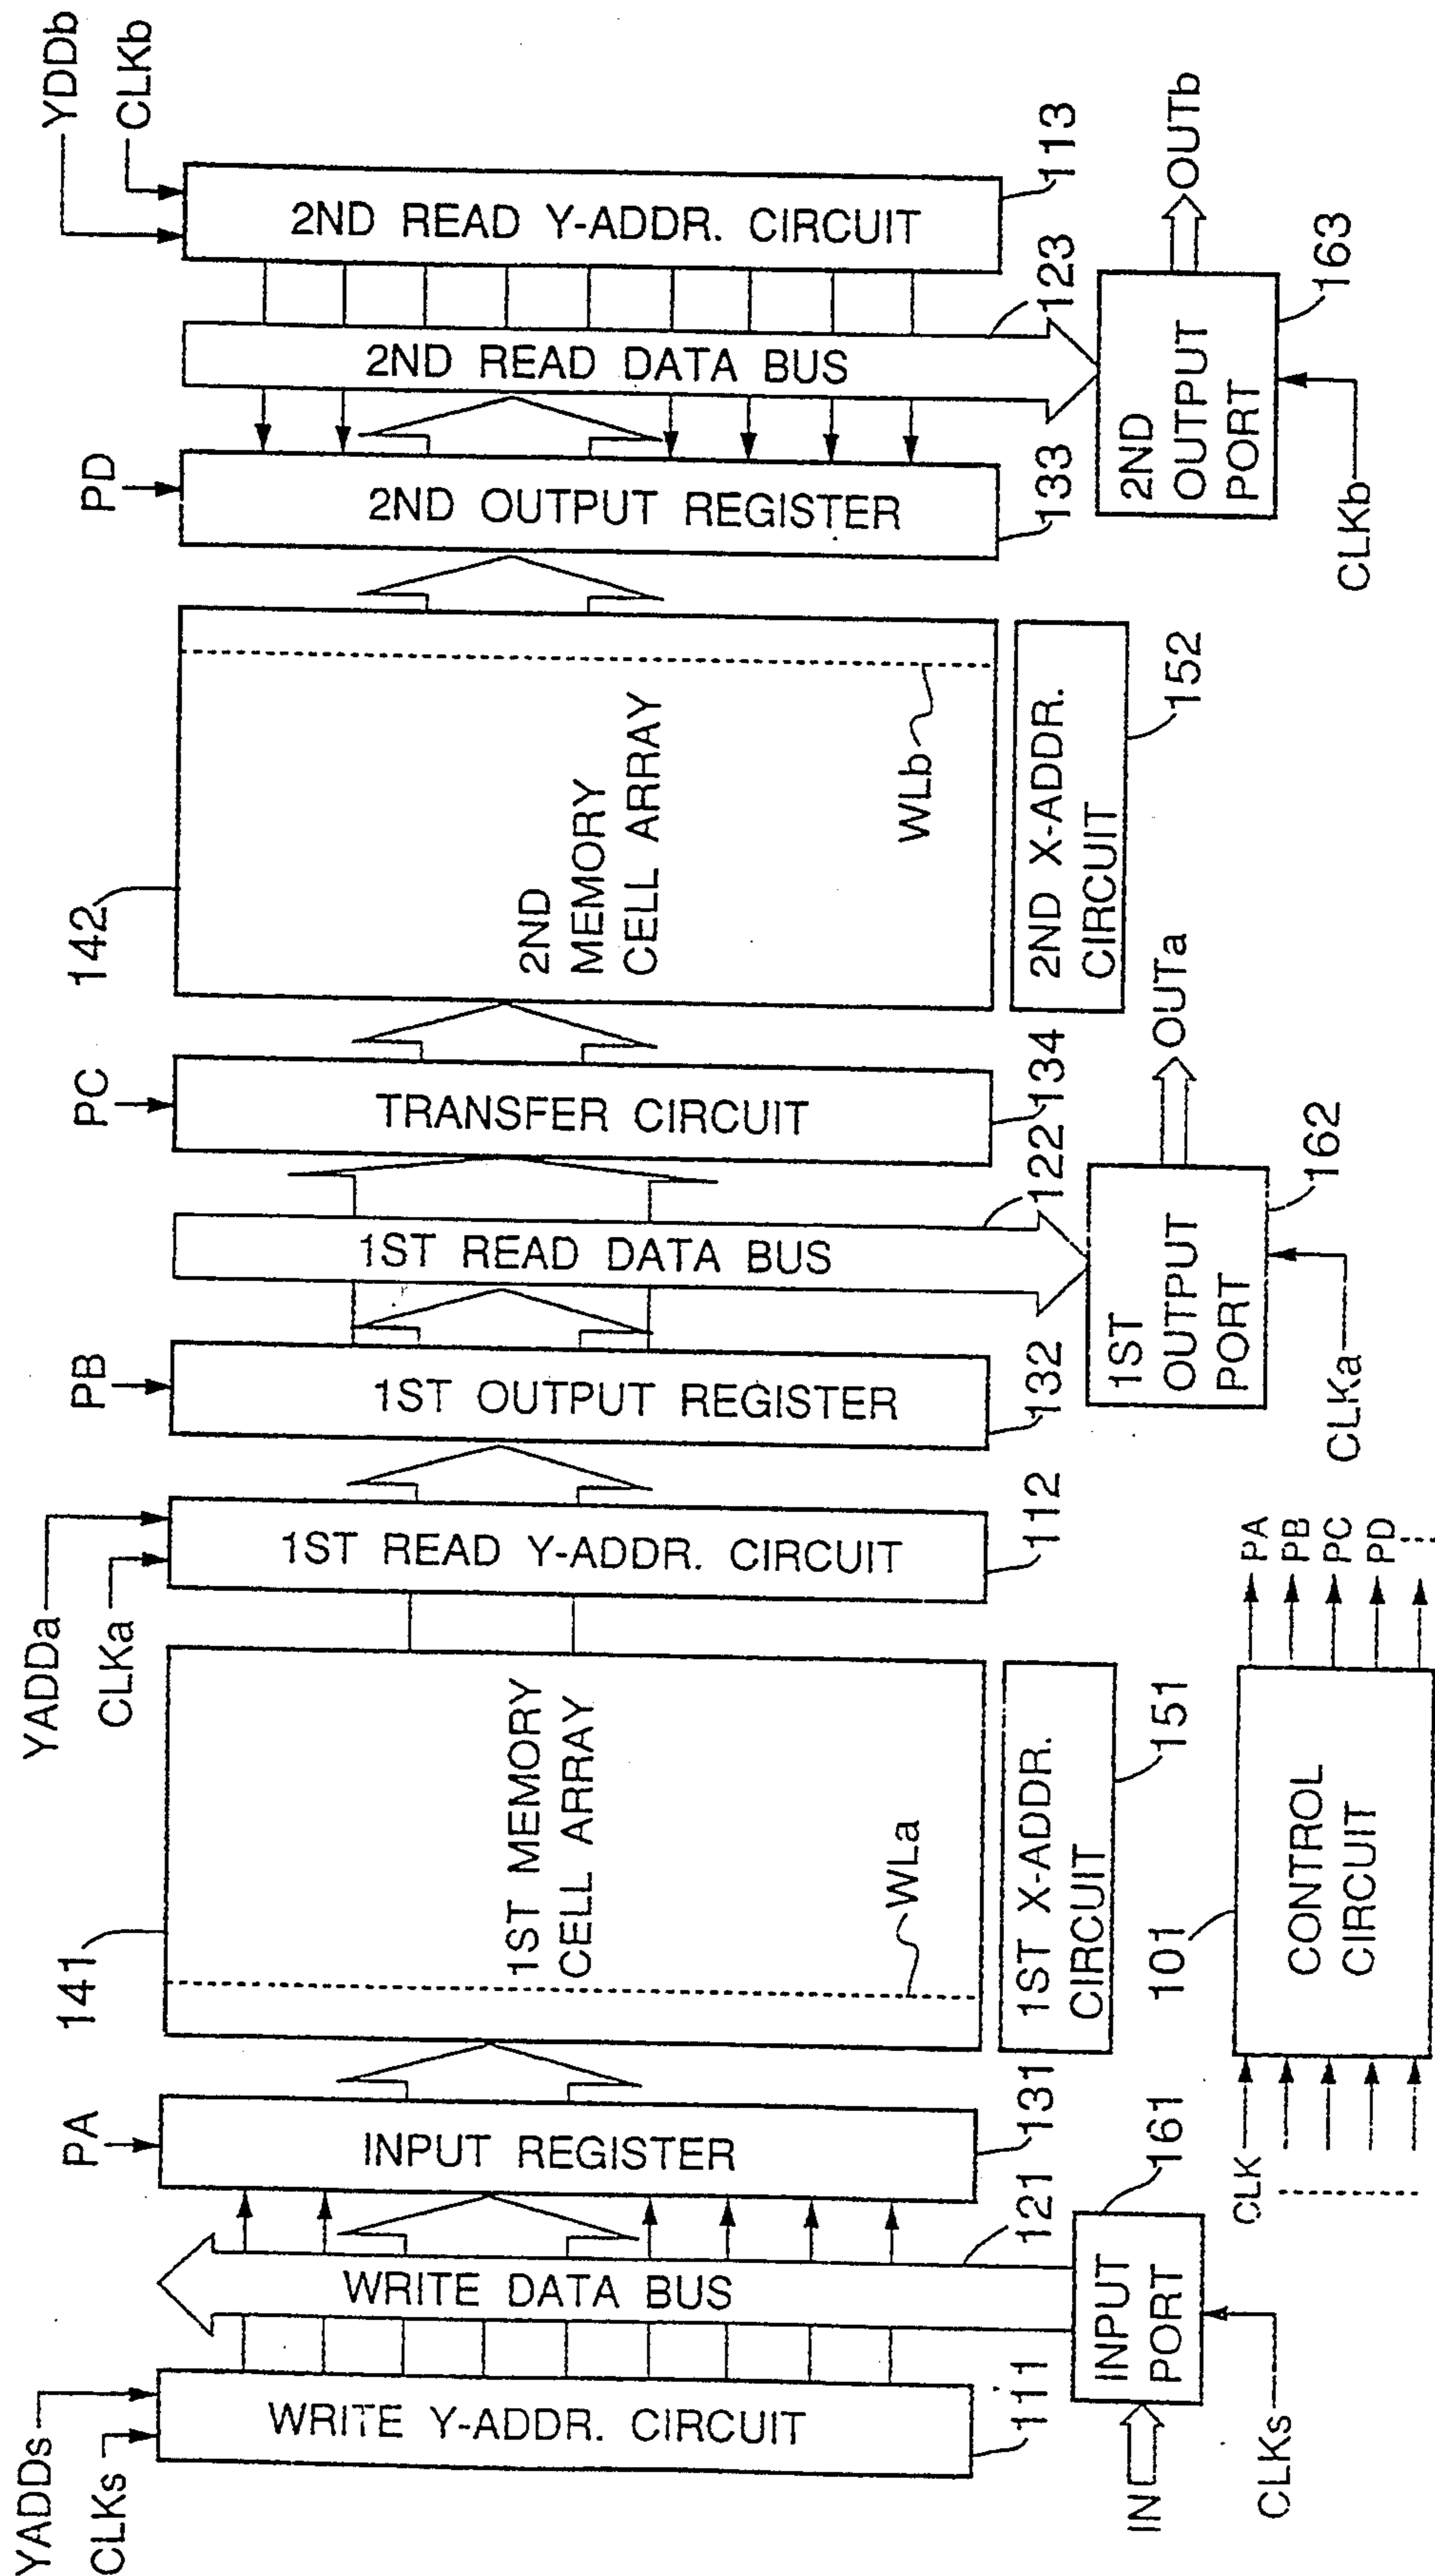 YADDs
CLKs
WRITE Y-ADDR. CIRCUIT
111
WRITE DATA BUS
121
IN
INPUT
PORT
161
CLKs
PA
INPUT REGISTER
131
141
1ST MEMORY
CELL ARRAY
WLa
1ST X-ADDR.
CIRCUIT
151
YADDa
CLKa
1ST READ Y-ADDR. CIRCUIT
112
PB
1ST OUTPUT REGISTER
132
1ST READ DATA BUS
122
1ST
OUTPUT
PORT
162
CLKa
OUTa
PC
TRANSFER CIRCUIT
134
142
2ND
MEMORY
CELL ARRAY
WLb
2ND X-ADDR.
CIRCUIT
152
PD
2ND OUTPUT REGISTER
133
2ND READ DATA BUS
123
YDDb
CLKb
2ND READ Y-ADDR. CIRCUIT
113
2ND
OUTPUT
PORT
163
CLKb
OUTb
CLK
101
CONTROL
CIRCUIT
PA
PB
PC
PD